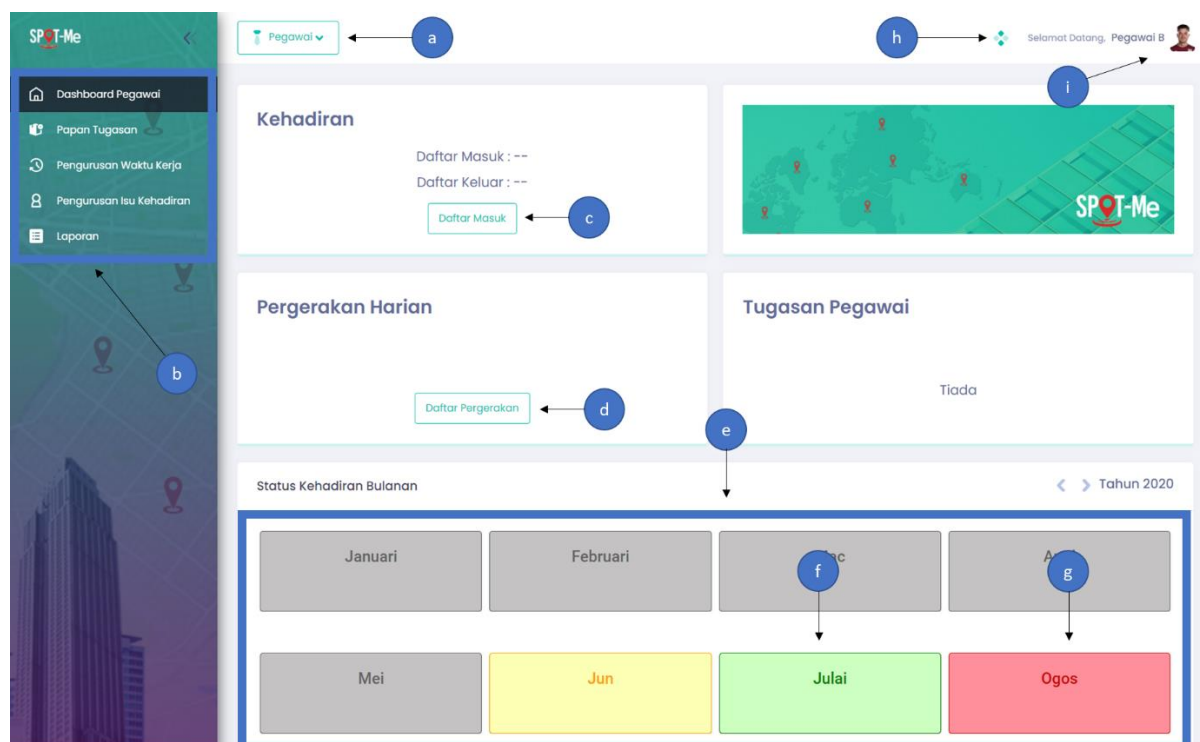 SPOT-Me
Pegawai
a
h
Selamat Datang, Pegawai B
i
Dashboard Pegawai
Papan Tugasan
Pengurusan Waktu Kerja
Pengurusan Isu Kehadiran
Laporan
b
Kehadiran
Daftar Masuk : --
Daftar Keluar : --
Daftar Masuk
c
SPOT-Me
Pergerakan Harian
Daftar Pergerakan
d
Tugasan Pegawai
Tiada
e
Status Kehadiran Bulanan
Tahun 2020
Januari
Februari
f
g
Mei
Jun
Julai
Ogos